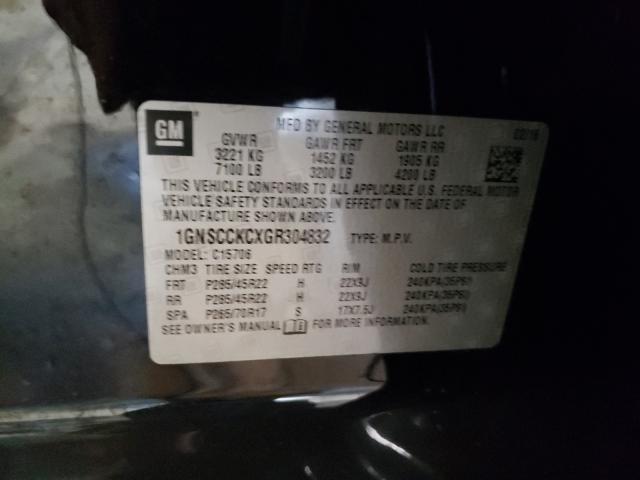 GM
MFD BY GENERAL MOTORS LLC
02/16
GVWR GAWR FRT GAWR RR
3221 KG 1452 KG 1905 KG
7100 LB 3200 LB 4200 LB
THIS VEHICLE CONFORMS TO ALL APPLICABLE U.S. FEDERAL MOTOR
VEHICLE SAFETY STANDARDS IN EFFECT ON THE DATE OF
MANUFACTURE SHOWN ABOVE.
1GNSCCKCXGR304832 TYPE: M.P.V.
MODEL: C15706
CHM3 TIRE SIZE SPEED RTG RIM COLD TIRE PRESSURE
FRT P285/45R22 H 22X9J 240KPA(35PSI)
RR P285/45R22 H 22X9J 240KPA(35PSI)
SPA P265/70R17 S 17X7.5J 240KPA(35PSI)
SEE OWNER'S MANUAL FOR MORE INFORMATION.